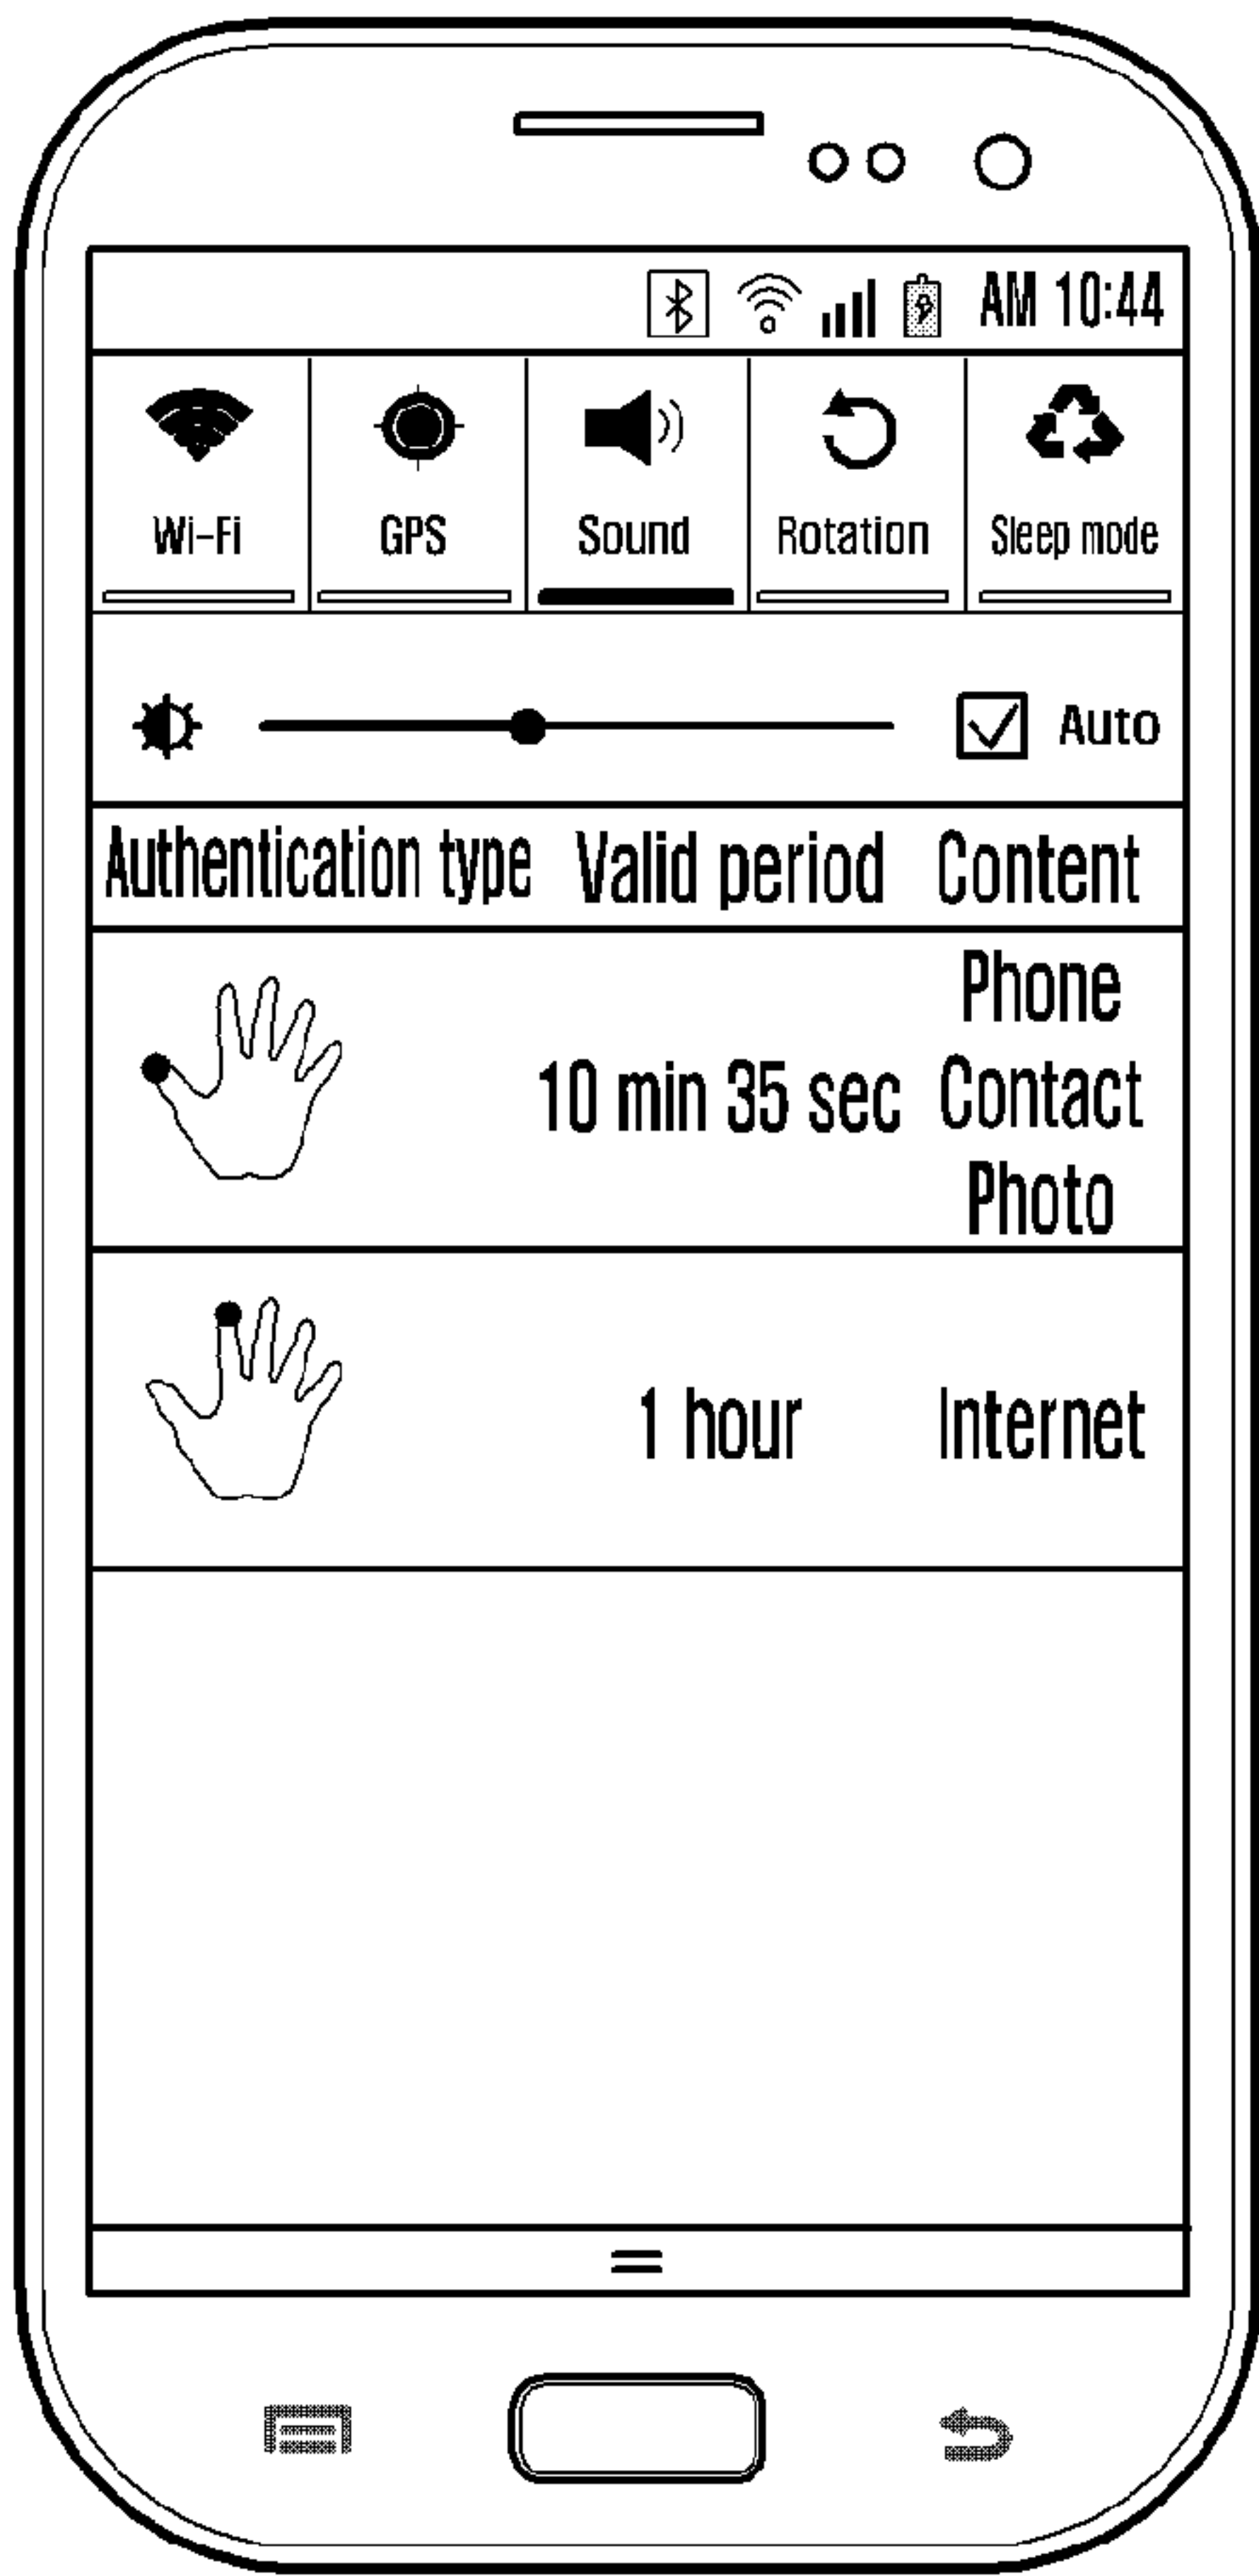 AM 10:44
Wi-Fi GPS Sound Rotation Sleep mode
Auto
Authentication type Valid period Content
Phone
10 min 35 sec Contact
Photo
1 hour Internet